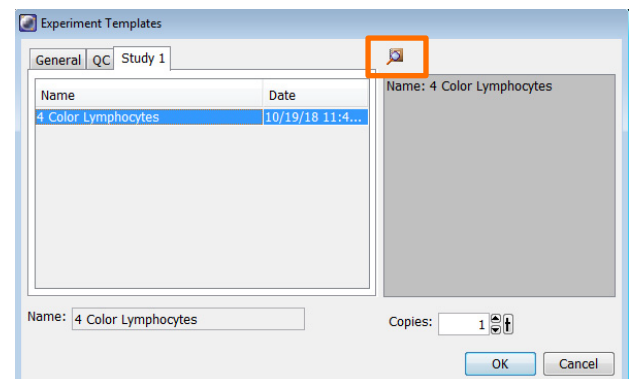 Experiment Templates
General QC Study 1
Name Date
4 Color Lymphocytes 10/19/18 11:4...
Name: 4 Color Lymphocytes
Name: 4 Color Lymphocytes
Copies: 1
OK Cancel